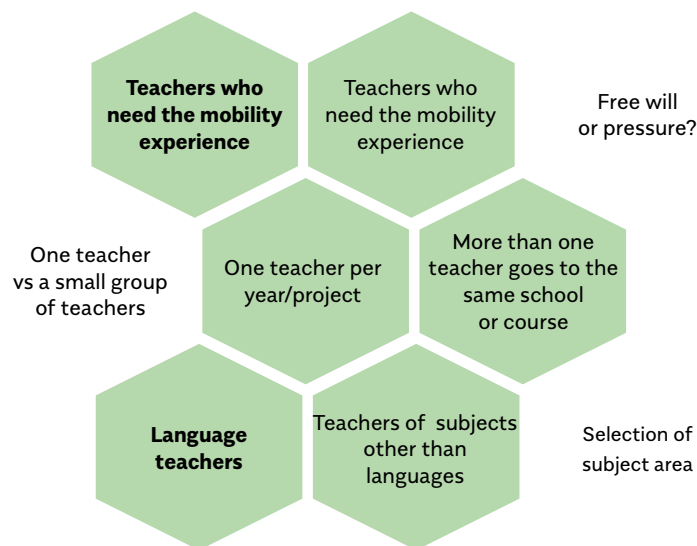 Teachers who
need the mobility
experience
Teachers who
need the mobility
experience
Free will
or pressure?
One teacher
vs a small group
of teachers
One teacher per
year/project
More than one
teacher goes to the
same school
or course
Language
teachers
Teachers of subjects
other than
languages
Selection of
subject area